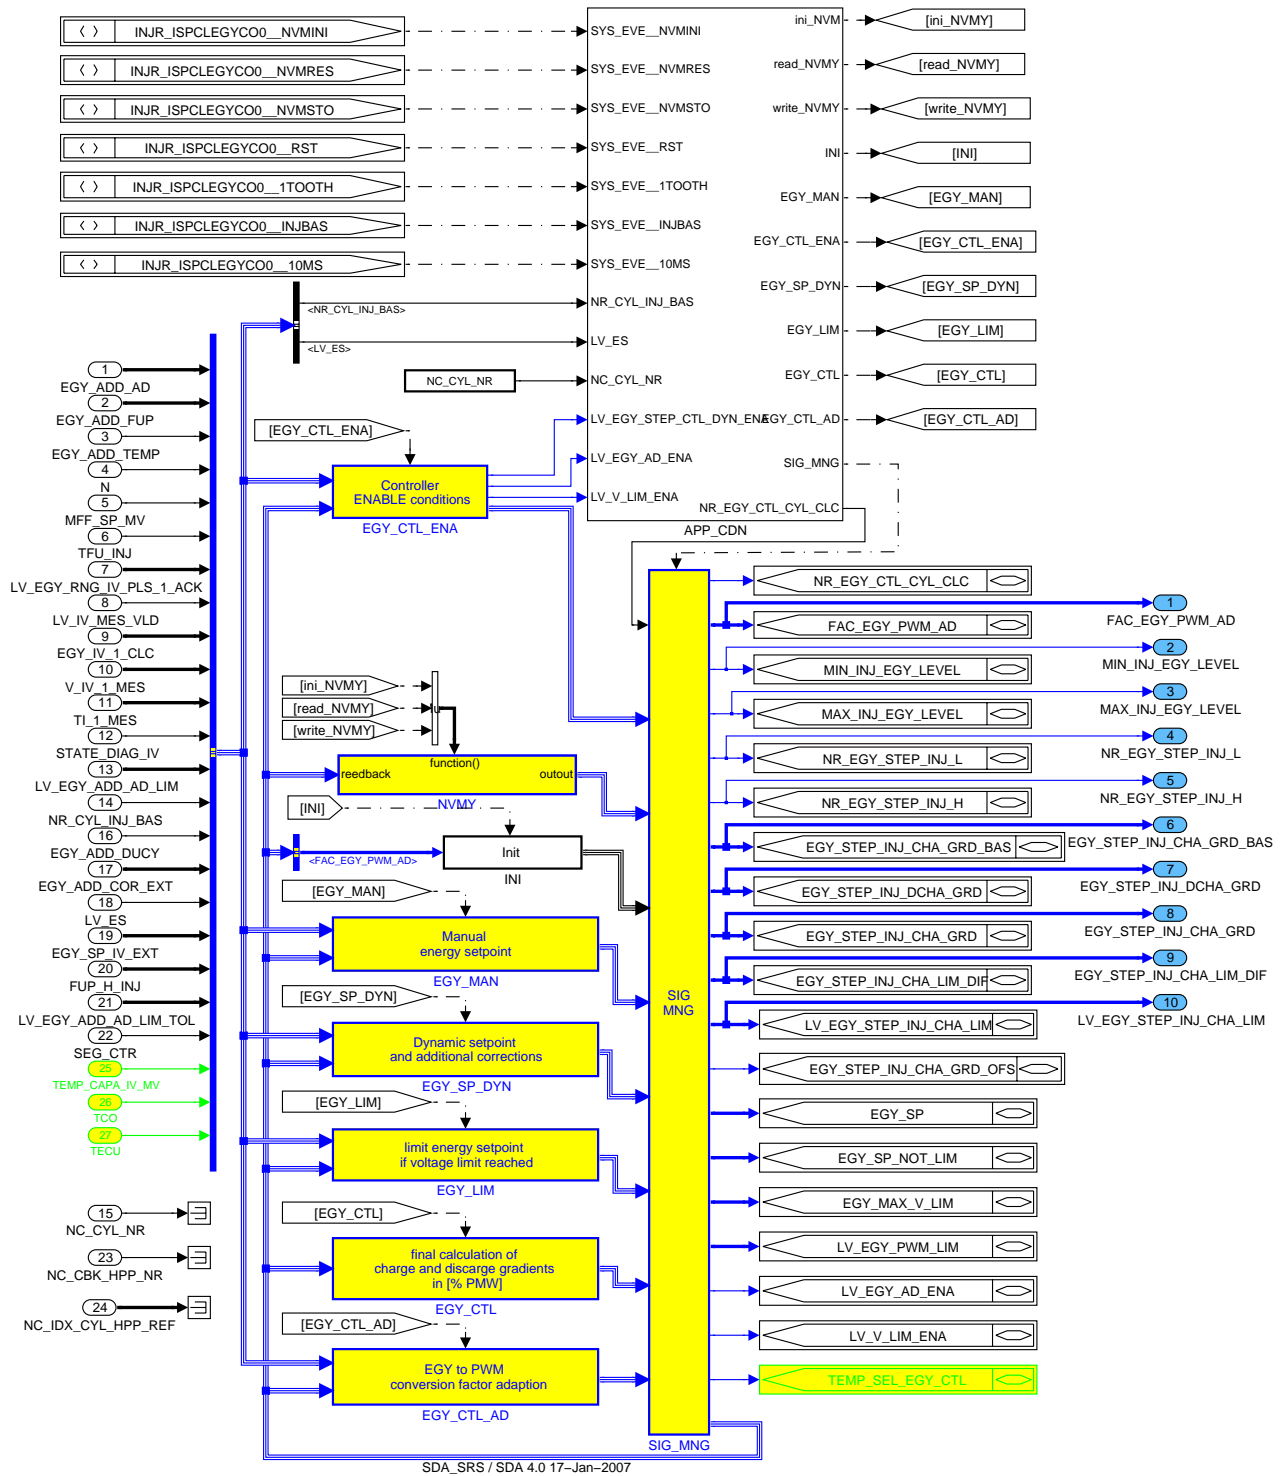 INJR_ISPCLEGYCO0__NVMINI
INJR_ISPCLEGYCO0__NVMRES
INJR_ISPCLEGYCO0__NVMSTO
INJR_ISPCLEGYCO0__RST
INJR_ISPCLEGYCO0__1TOOTH
INJR_ISPCLEGYCO0__INJBAS
INJR_ISPCLEGYCO0__10MS
SYS_EVE__NVMINI
SYS_EVE__NVMRES
SYS_EVE__NVMSTO
SYS_EVE__RST
SYS_EVE__1TOOTH
SYS_EVE__INJBAS
SYS_EVE__10MS
NR_CYL_INJ_BAS
LV_ES
NC_CYL_NR
LV_EGY_STEP_CTL_DYN_ENA
LV_EGY_AD_ENA
LV_V_LIM_ENA
ini_NVM
read_NVMY
write_NVMY
INI
EGY_MAN
EGY_CTL_ENA
EGY_SP_DYN
EGY_LIM
EGY_CTL
EGY_CTL_AD
SIG_MNG
NR_EGY_CTL_CYL_CLC
APP_CDN
[ini_NVMY]
[read_NVMY]
[write_NVMY]
[INI]
[EGY_MAN]
[EGY_CTL_ENA]
[EGY_SP_DYN]
[EGY_LIM]
[EGY_CTL]
[EGY_CTL_AD]
<NR_CYL_INJ_BAS>
<LV_ES>
NC_CYL_NR
1
EGY_ADD_AD
2
EGY_ADD_FUP
3
EGY_ADD_TEMP
4
N
5
MFF_SP_MV
6
TFU_INJ
7
LV_EGY_RNG_IV_PLS_1_ACK
8
LV_IV_MES_VLD
9
EGY_IV_1_CLC
10
V_IV_1_MES
11
TI_1_MES
12
STATE_DIAG_IV
13
LV_EGY_ADD_AD_LIM
14
NR_CYL_INJ_BAS
16
EGY_ADD_DUCY
17
EGY_ADD_COR_EXT
18
LV_ES
19
EGY_SP_IV_EXT
20
FUP_H_INJ
21
LV_EGY_ADD_AD_LIM_TOL
22
SEG_CTR
25
TEMP_CAPA_IV_MV
26
TCO
27
TECU
15
NC_CYL_NR
23
NC_CBK_HPP_NR
24
NC_IDX_CYL_HPP_REF
[EGY_CTL_ENA]
Controller
ENABLE conditions
EGY_CTL_ENA
[ini_NVMY]
[read_NVMY]
[write_NVMY]
U
function()
reedback
outout
NVMY
[INI]
<FAC_EGY_PWM_AD>
Init
INI
[EGY_MAN]
Manual
energy setpoint
EGY_MAN
[EGY_SP_DYN]
Dynamic setpoint
and additional corrections
EGY_SP_DYN
[EGY_LIM]
limit energy setpoint
if voltage limit reached
EGY_LIM
[EGY_CTL]
final calculation of
charge and discarge gradients
in [% PMW]
EGY_CTL
[EGY_CTL_AD]
EGY to PWM
conversion factor adaption
EGY_CTL_AD
SIG
MNG
SIG_MNG
NR_EGY_CTL_CYL_CLC
FAC_EGY_PWM_AD
MIN_INJ_EGY_LEVEL
MAX_INJ_EGY_LEVEL
NR_EGY_STEP_INJ_L
NR_EGY_STEP_INJ_H
EGY_STEP_INJ_CHA_GRD_BAS
EGY_STEP_INJ_DCHA_GRD
EGY_STEP_INJ_CHA_GRD
EGY_STEP_INJ_CHA_LIM_DIF
LV_EGY_STEP_INJ_CHA_LIM
EGY_STEP_INJ_CHA_GRD_OFS
EGY_SP
EGY_SP_NOT_LIM
EGY_MAX_V_LIM
LV_EGY_PWM_LIM
LV_EGY_AD_ENA
LV_V_LIM_ENA
TEMP_SEL_EGY_CTL
1
FAC_EGY_PWM_AD
2
MIN_INJ_EGY_LEVEL
3
MAX_INJ_EGY_LEVEL
4
NR_EGY_STEP_INJ_L
5
NR_EGY_STEP_INJ_H
6
EGY_STEP_INJ_CHA_GRD_BAS
7
EGY_STEP_INJ_DCHA_GRD
8
EGY_STEP_INJ_CHA_GRD
9
EGY_STEP_INJ_CHA_LIM_DIF
10
LV_EGY_STEP_INJ_CHA_LIM
SDA_SRS / SDA 4.0 17-Jan-2007